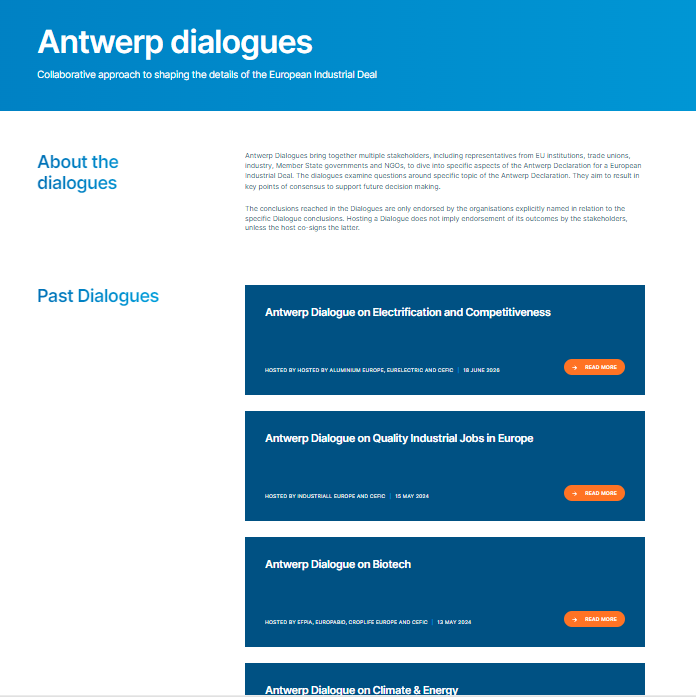 Antwerp dialogues
Collaborative approach to shaping the details of the European Industrial Deal
About the
dialogues
Antwerp Dialogues bring together multiple stakeholders, including representatives from EU institutions, trade unions,
industry, Member State governments and NGOs, to dive into specific aspects of the Antwerp Declaration for a European
Industrial Deal. The dialogues examine questions around specific topic of the Antwerp Declaration. They aim to result in
key points of consensus to support future decision making.
The conclusions reached in the Dialogues are only endorsed by the organisations explicitly named in relation to the
specific Dialogue conclusions. Hosting a Dialogue does not imply endorsement of its outcomes by the stakeholders,
unless the host co-signs the latter.
Past Dialogues
Antwerp Dialogue on Electrification and Competitiveness
HOSTED BY HOSTED BY ALUMINIUM EUROPE, EURELECTRIC AND CEFIC | 18 JUNE 2026
→ READ MORE
Antwerp Dialogue on Quality Industrial Jobs in Europe
HOSTED BY INDUSTRIALL EUROPE AND CEFIC | 15 MAY 2024
→ READ MORE
Antwerp Dialogue on Biotech
HOSTED BY EFPIA, EUROPABIO, CROPLIFE EUROPE AND CEFIC | 13 MAY 2024
→ READ MORE
Antwerp Dialogue on Climate & Energy